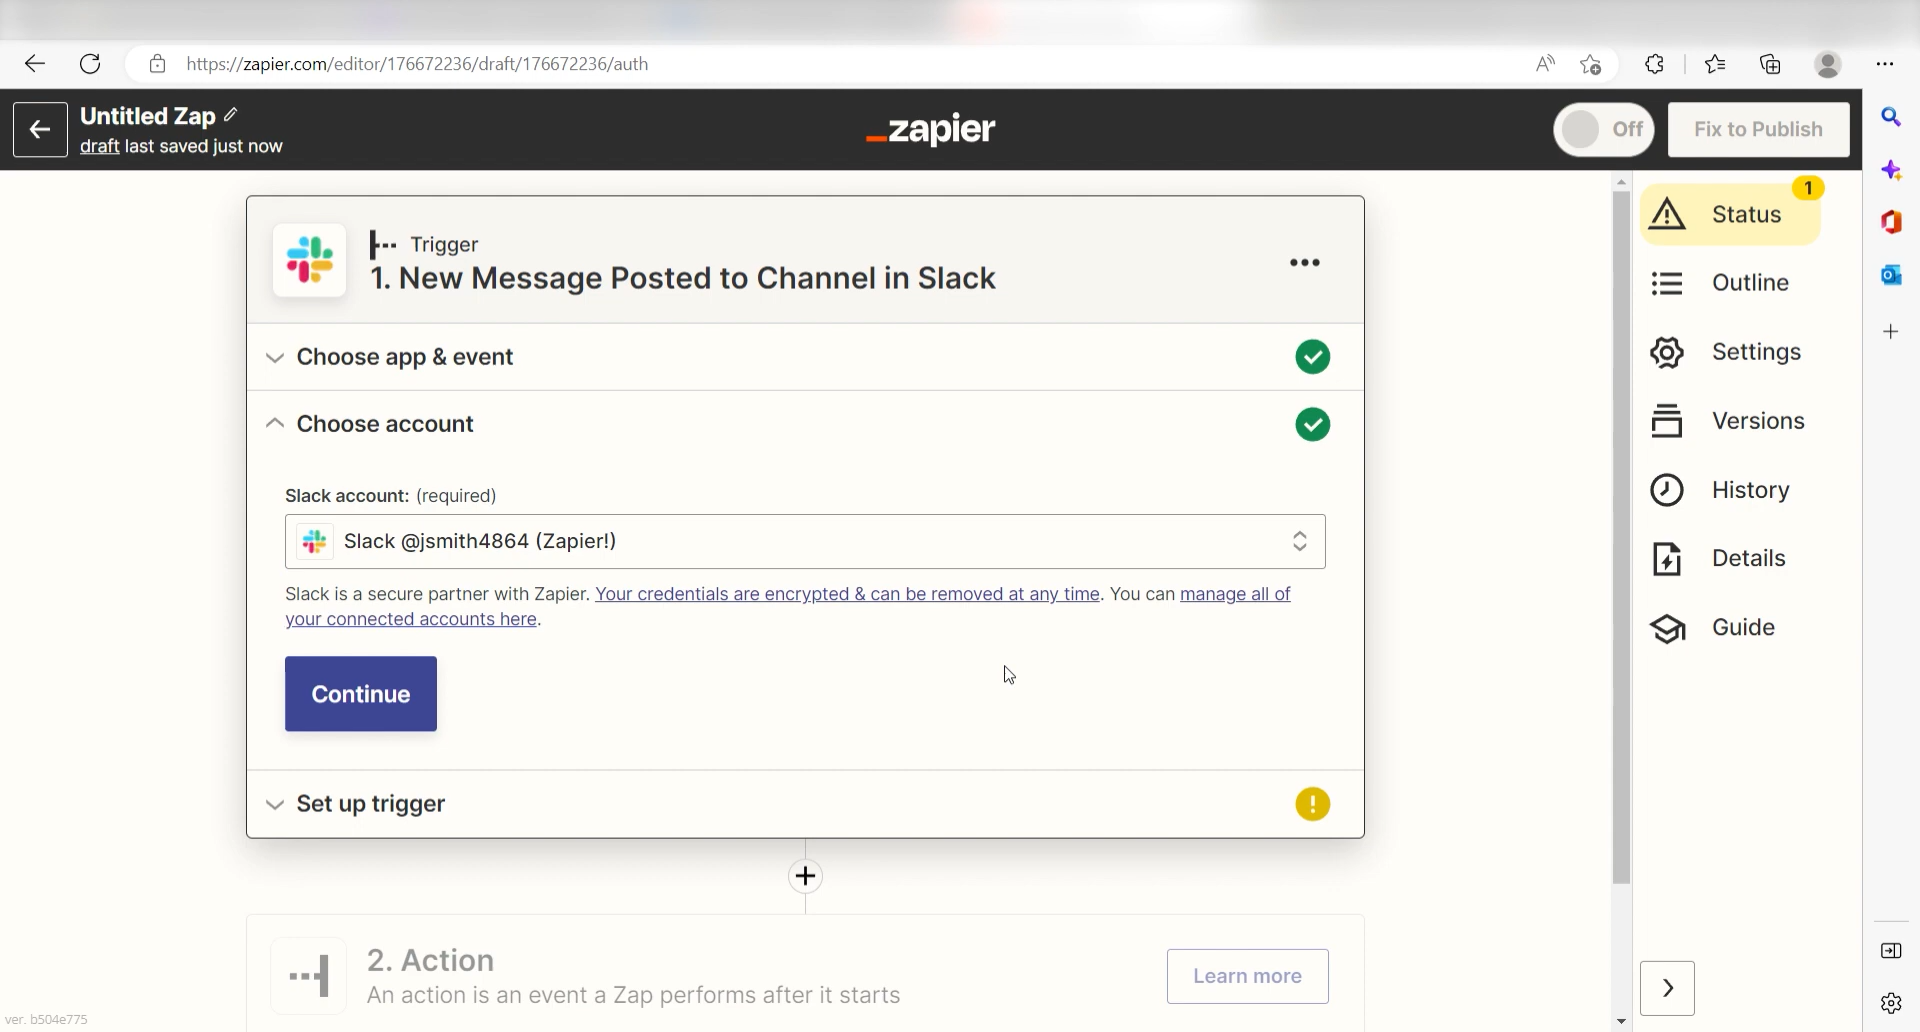 https://zapier.com/editor/176672236/draft/176672236/auth
Untitled Zap
draft last saved just now
_zapier
Off
Fix to Publish
Trigger
1. New Message Posted to Channel in Slack
Choose app & event
Choose account
Slack account: (required)
Slack @jsmith4864 (Zapier!)
Slack is a secure partner with Zapier. Your credentials are encrypted & can be removed at any time. You can manage all of
your connected accounts here.
Continue
Set up trigger
2. Action
An action is an event a Zap performs after it starts
Learn more
1
Status
Outline
Settings
Versions
History
Details
Guide
ver. b504e775